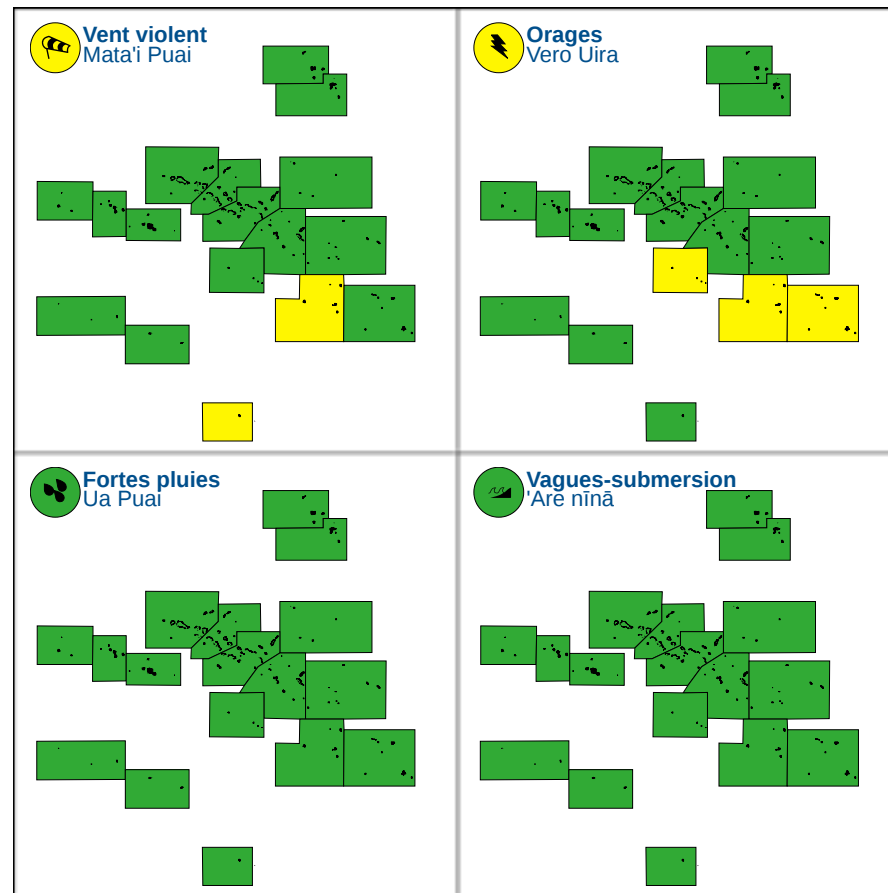 Vent violent
Mata'i Puai
Orages
Vero Uira
Fortes pluies
Ua Puai
Vagues-submersion
'Are nīnā